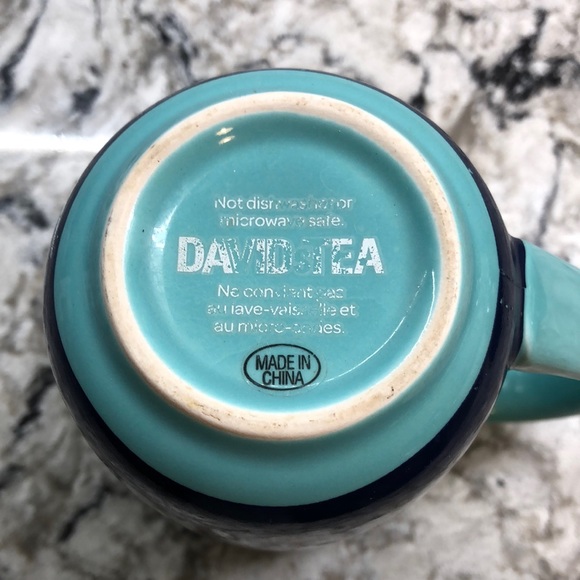 Not dishwasher or
microwave safe.
DAVIDsTEA
Ne convient pas
au lave-vaisselle et
au micro-ondes.
MADE IN
CHINA